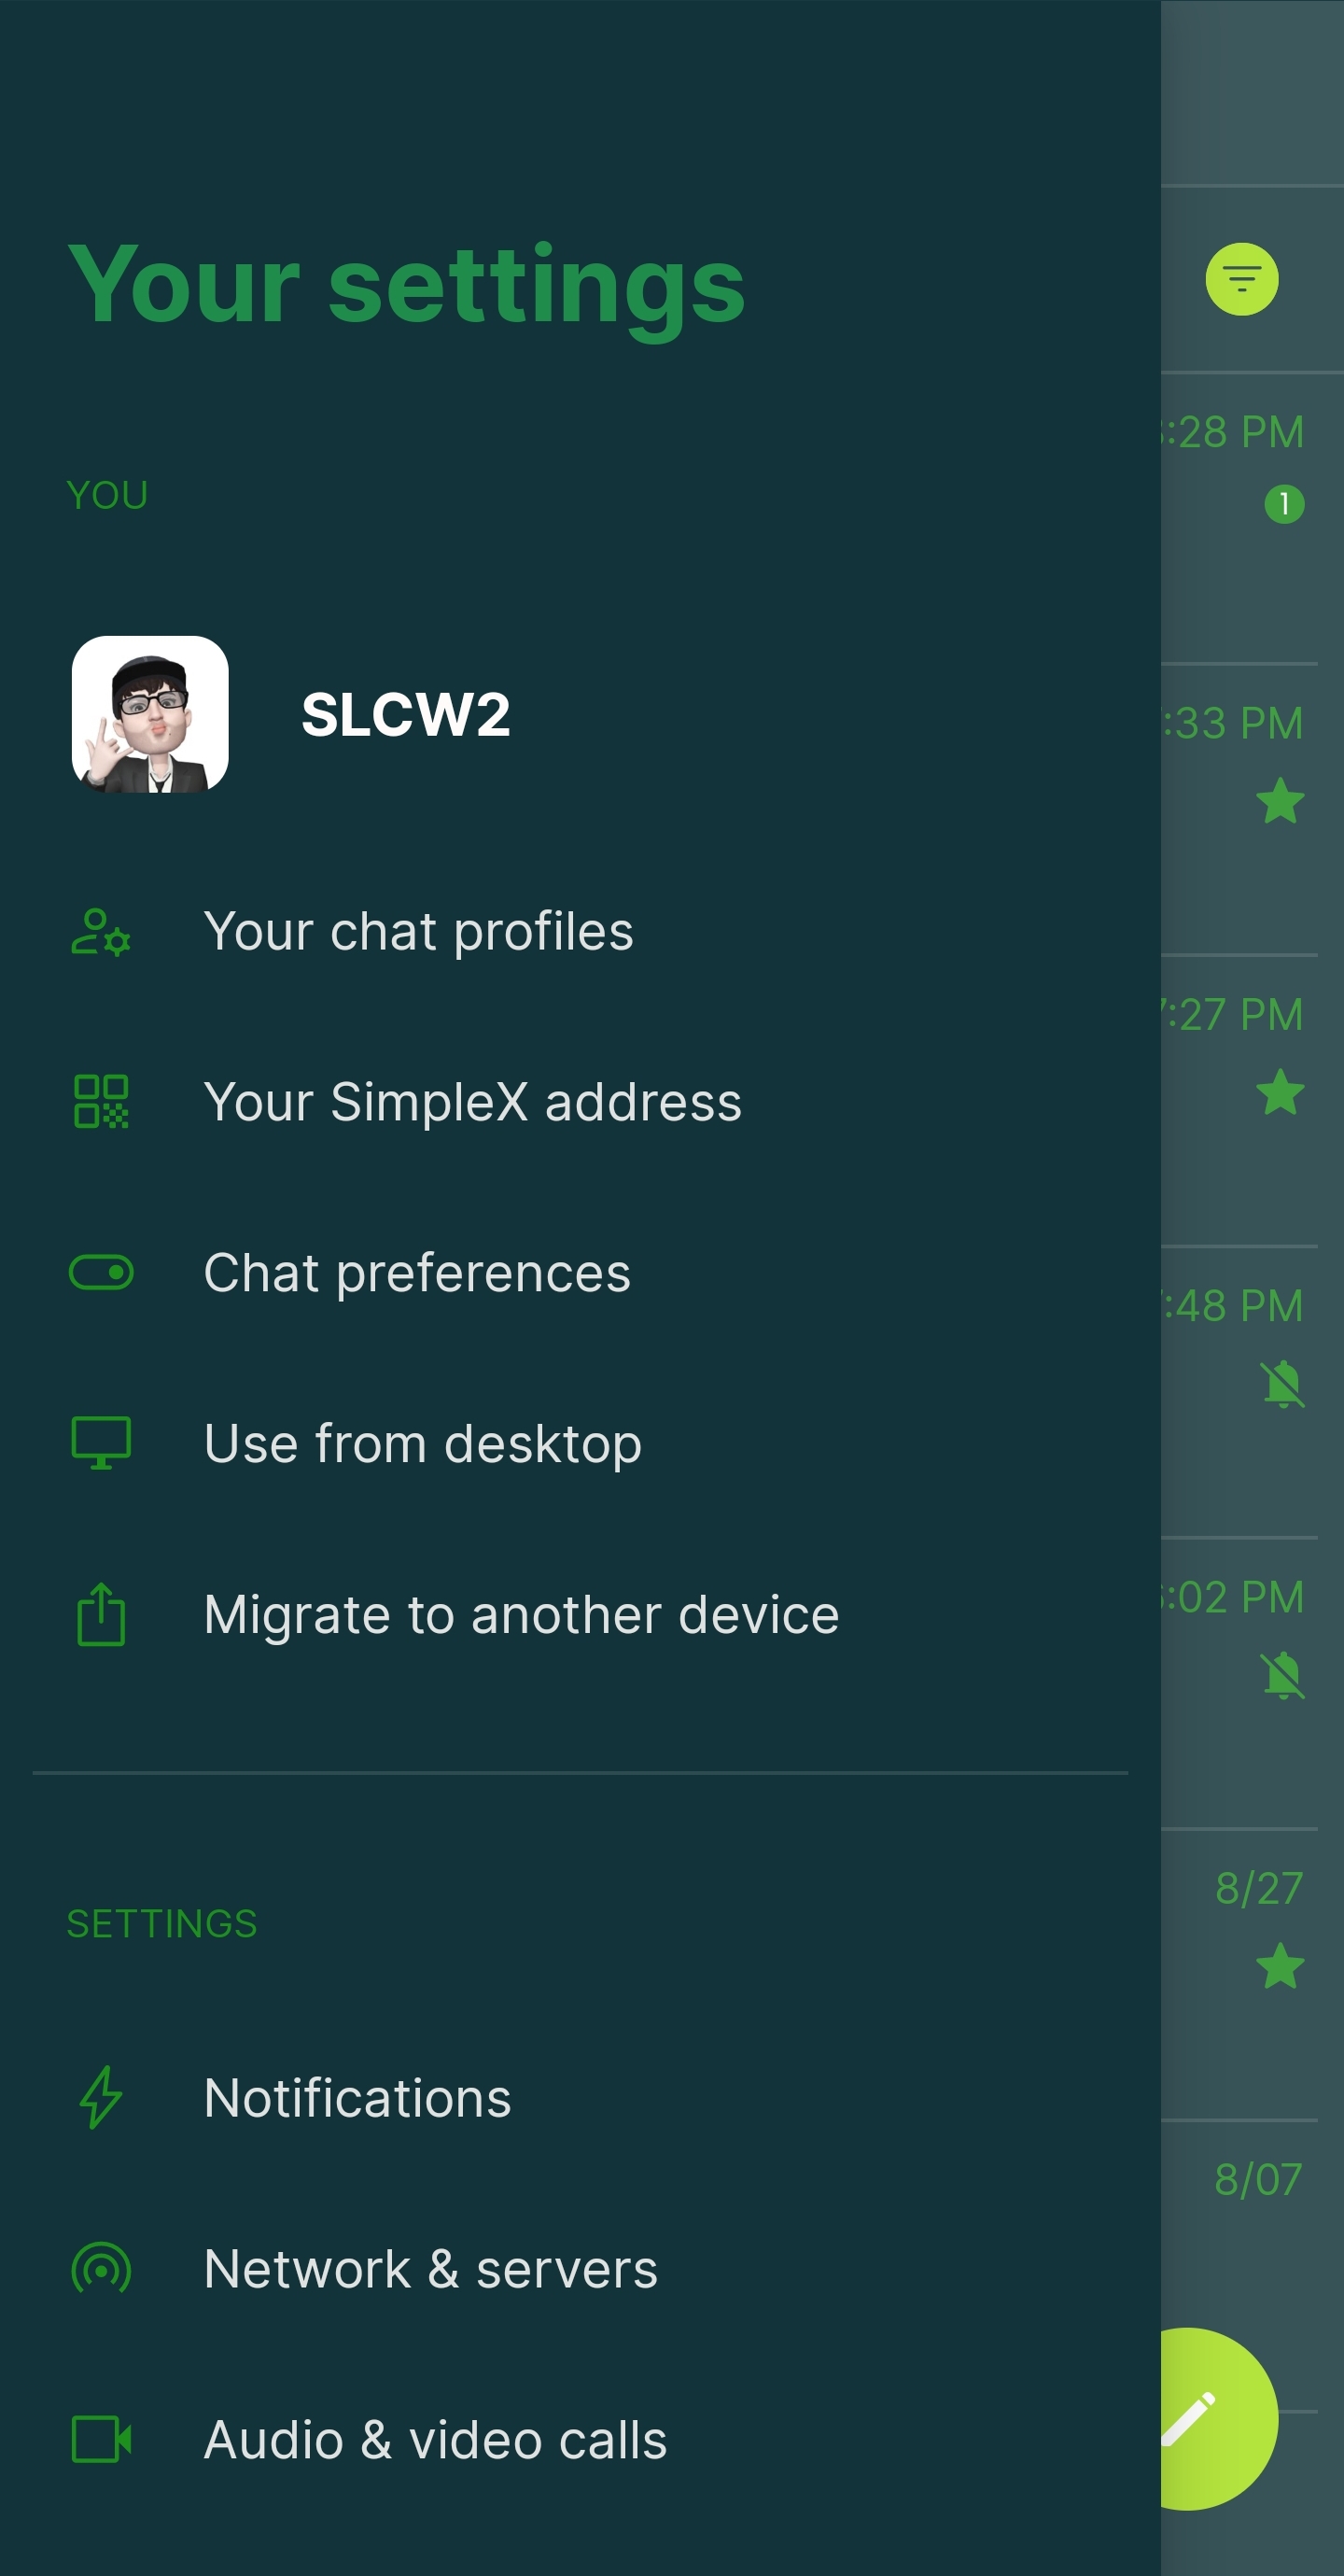 Your settings
YOU
SLCW2
Your chat profiles
Your SimpleX address
Chat preferences
Use from desktop
Migrate to another device
SETTINGS
Notifications
Network & servers
Audio & video calls
:28 PM
1
:33 PM
7:27 PM
:48 PM
:02 PM
8/27
8/07